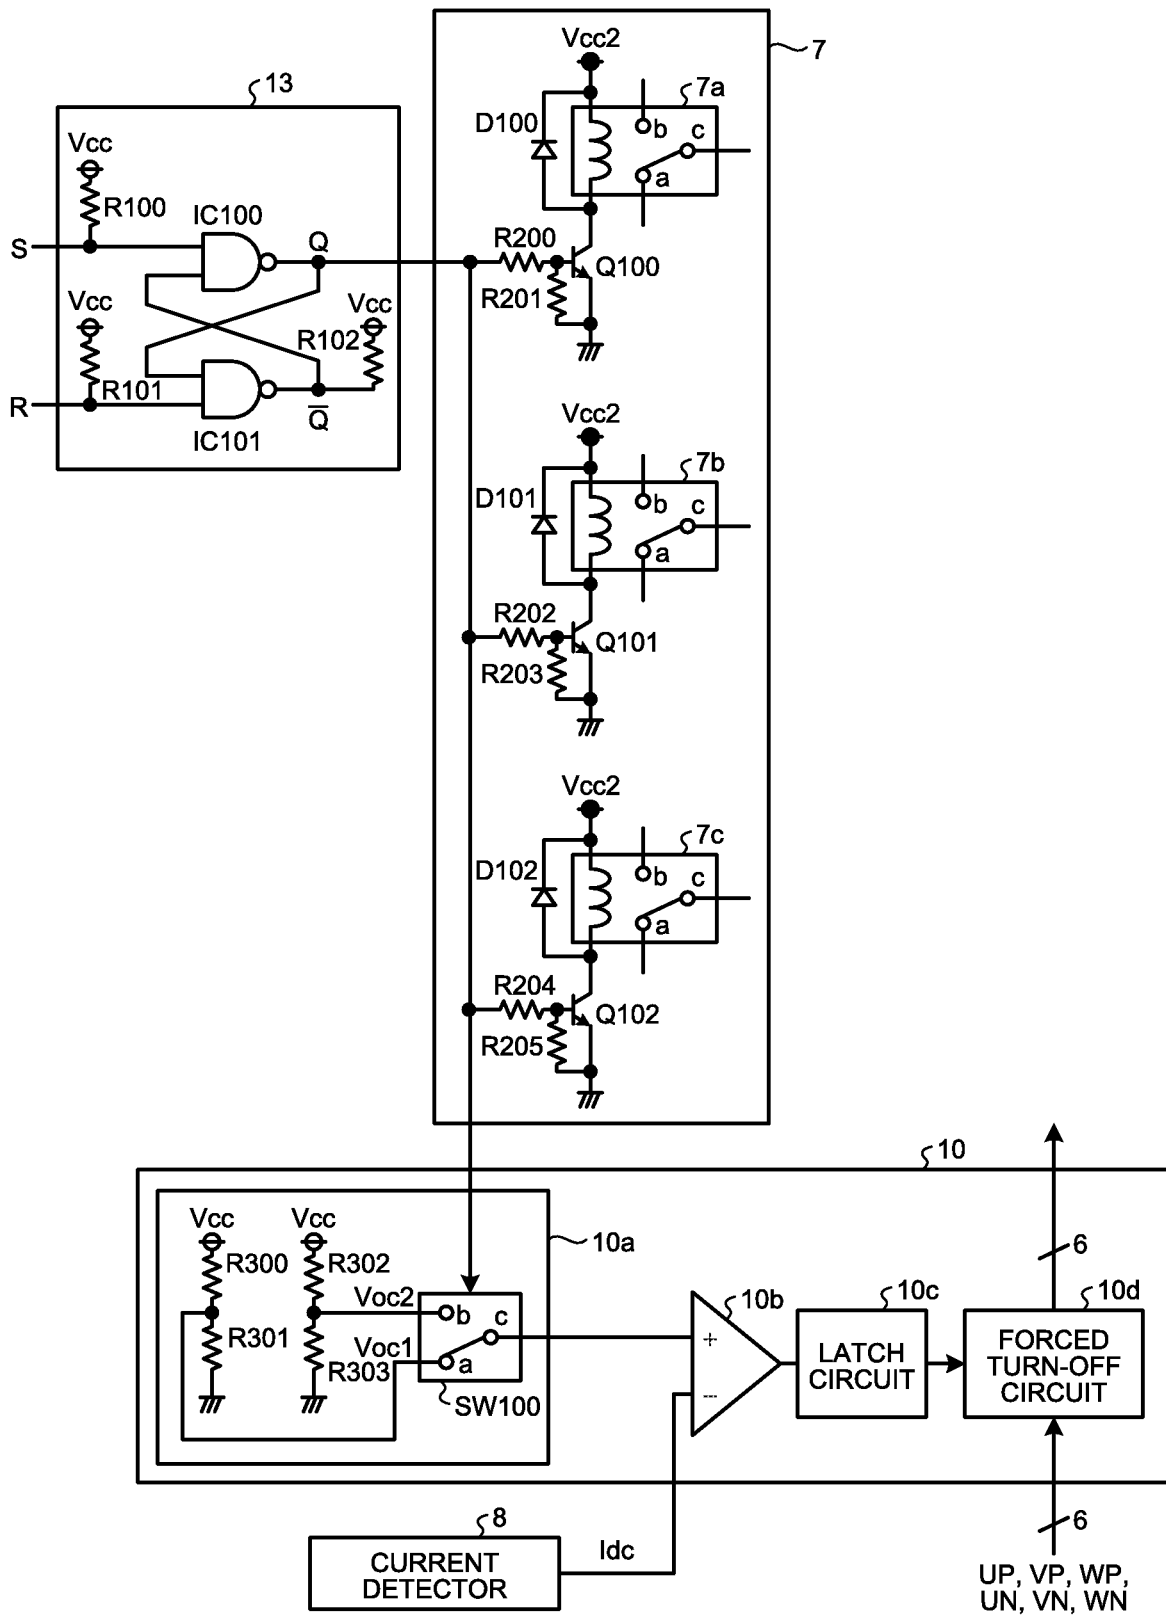 13
Vcc
R100
IC100
S
Q
Vcc
R101
Vcc
R102
R
IC101
Q̅
7
Vcc2
7a
D100
b
c
a
R200
Q100
R201
Vcc2
7b
D101
b
c
a
R202
Q101
R203
Vcc2
7c
D102
b
c
a
R204
Q102
R205
10
Vcc
Vcc
R300
R302
10a
Voc2
b
c
R301
Voc1
R303
a
SW100
+
--
10b
10c
LATCH
CIRCUIT
6
10d
FORCED
TURN-OFF
CIRCUIT
8
CURRENT
DETECTOR
Idc
6
UP, VP, WP,
UN, VN, WN